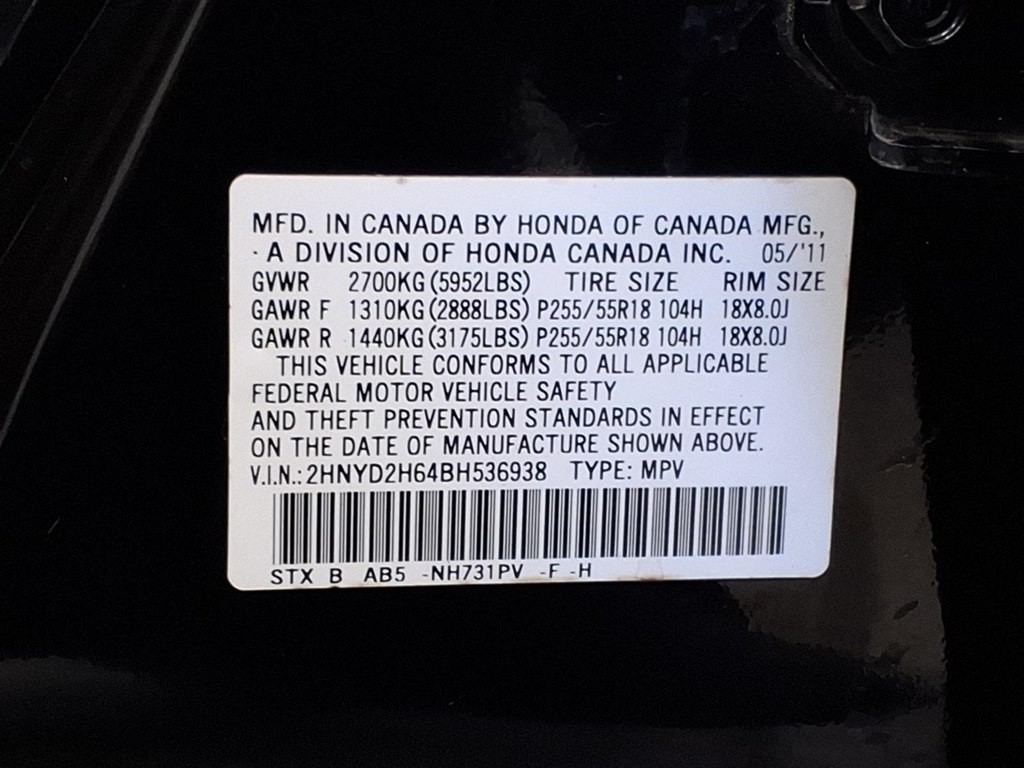 MFD. IN CANADA BY HONDA OF CANADA MFG.,
· A DIVISION OF HONDA CANADA INC. 05/'11
GVWR 2700KG (5952LBS) TIRE SIZE RIM SIZE
GAWR F 1310KG (2888LBS) P255/55R18 104H 18X8.0J
GAWR R 1440KG (3175LBS) P255/55R18 104H 18X8.0J
THIS VEHICLE CONFORMS TO ALL APPLICABLE
FEDERAL MOTOR VEHICLE SAFETY
AND THEFT PREVENTION STANDARDS IN EFFECT
ON THE DATE OF MANUFACTURE SHOWN ABOVE.
V.I.N.: 2HNYD2H64BH536938 TYPE: MPV
STX B AB5 -NH731PV -F -H